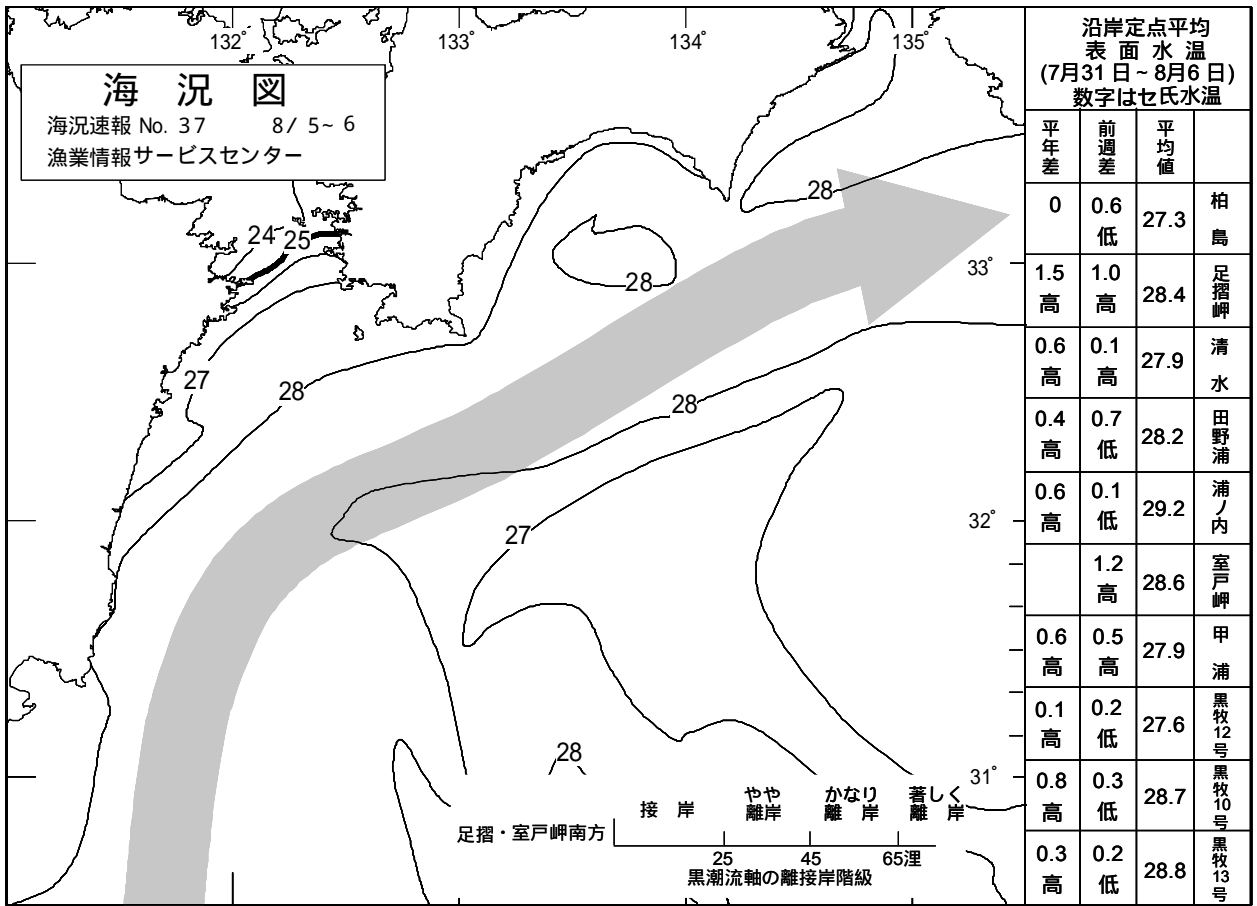 132°
133°
134°
135°
海 況 図
海況速報 No. 37 8/ 5~ 6
漁業情報サービスセンター
24
25
28
28
33°
27
28
28
27
32°
28
31°
接 岸
やや離岸
かなり離岸
著しく離岸
足摺・室戸岬南方
25 45 65浬
黒潮流軸の離接岸階級
沿岸定点平均
表 面 水 温
(7月31 日 ~ 8月6 日)
数字はセ氏水温
平年差 前週差 平均値
0 0.6低 27.3 柏島
1.5高 1.0高 28.4 足摺岬
0.6高 0.1高 27.9 清水
0.4高 0.7低 28.2 田野浦
0.6高 0.1低 29.2 浦ノ内
1.2高 28.6 室戸岬
0.6高 0.5高 27.9 甲浦
0.1高 0.2低 27.6 黒牧12号
0.8高 0.3低 28.7 黒牧10号
0.3高 0.2低 28.8 黒牧13号